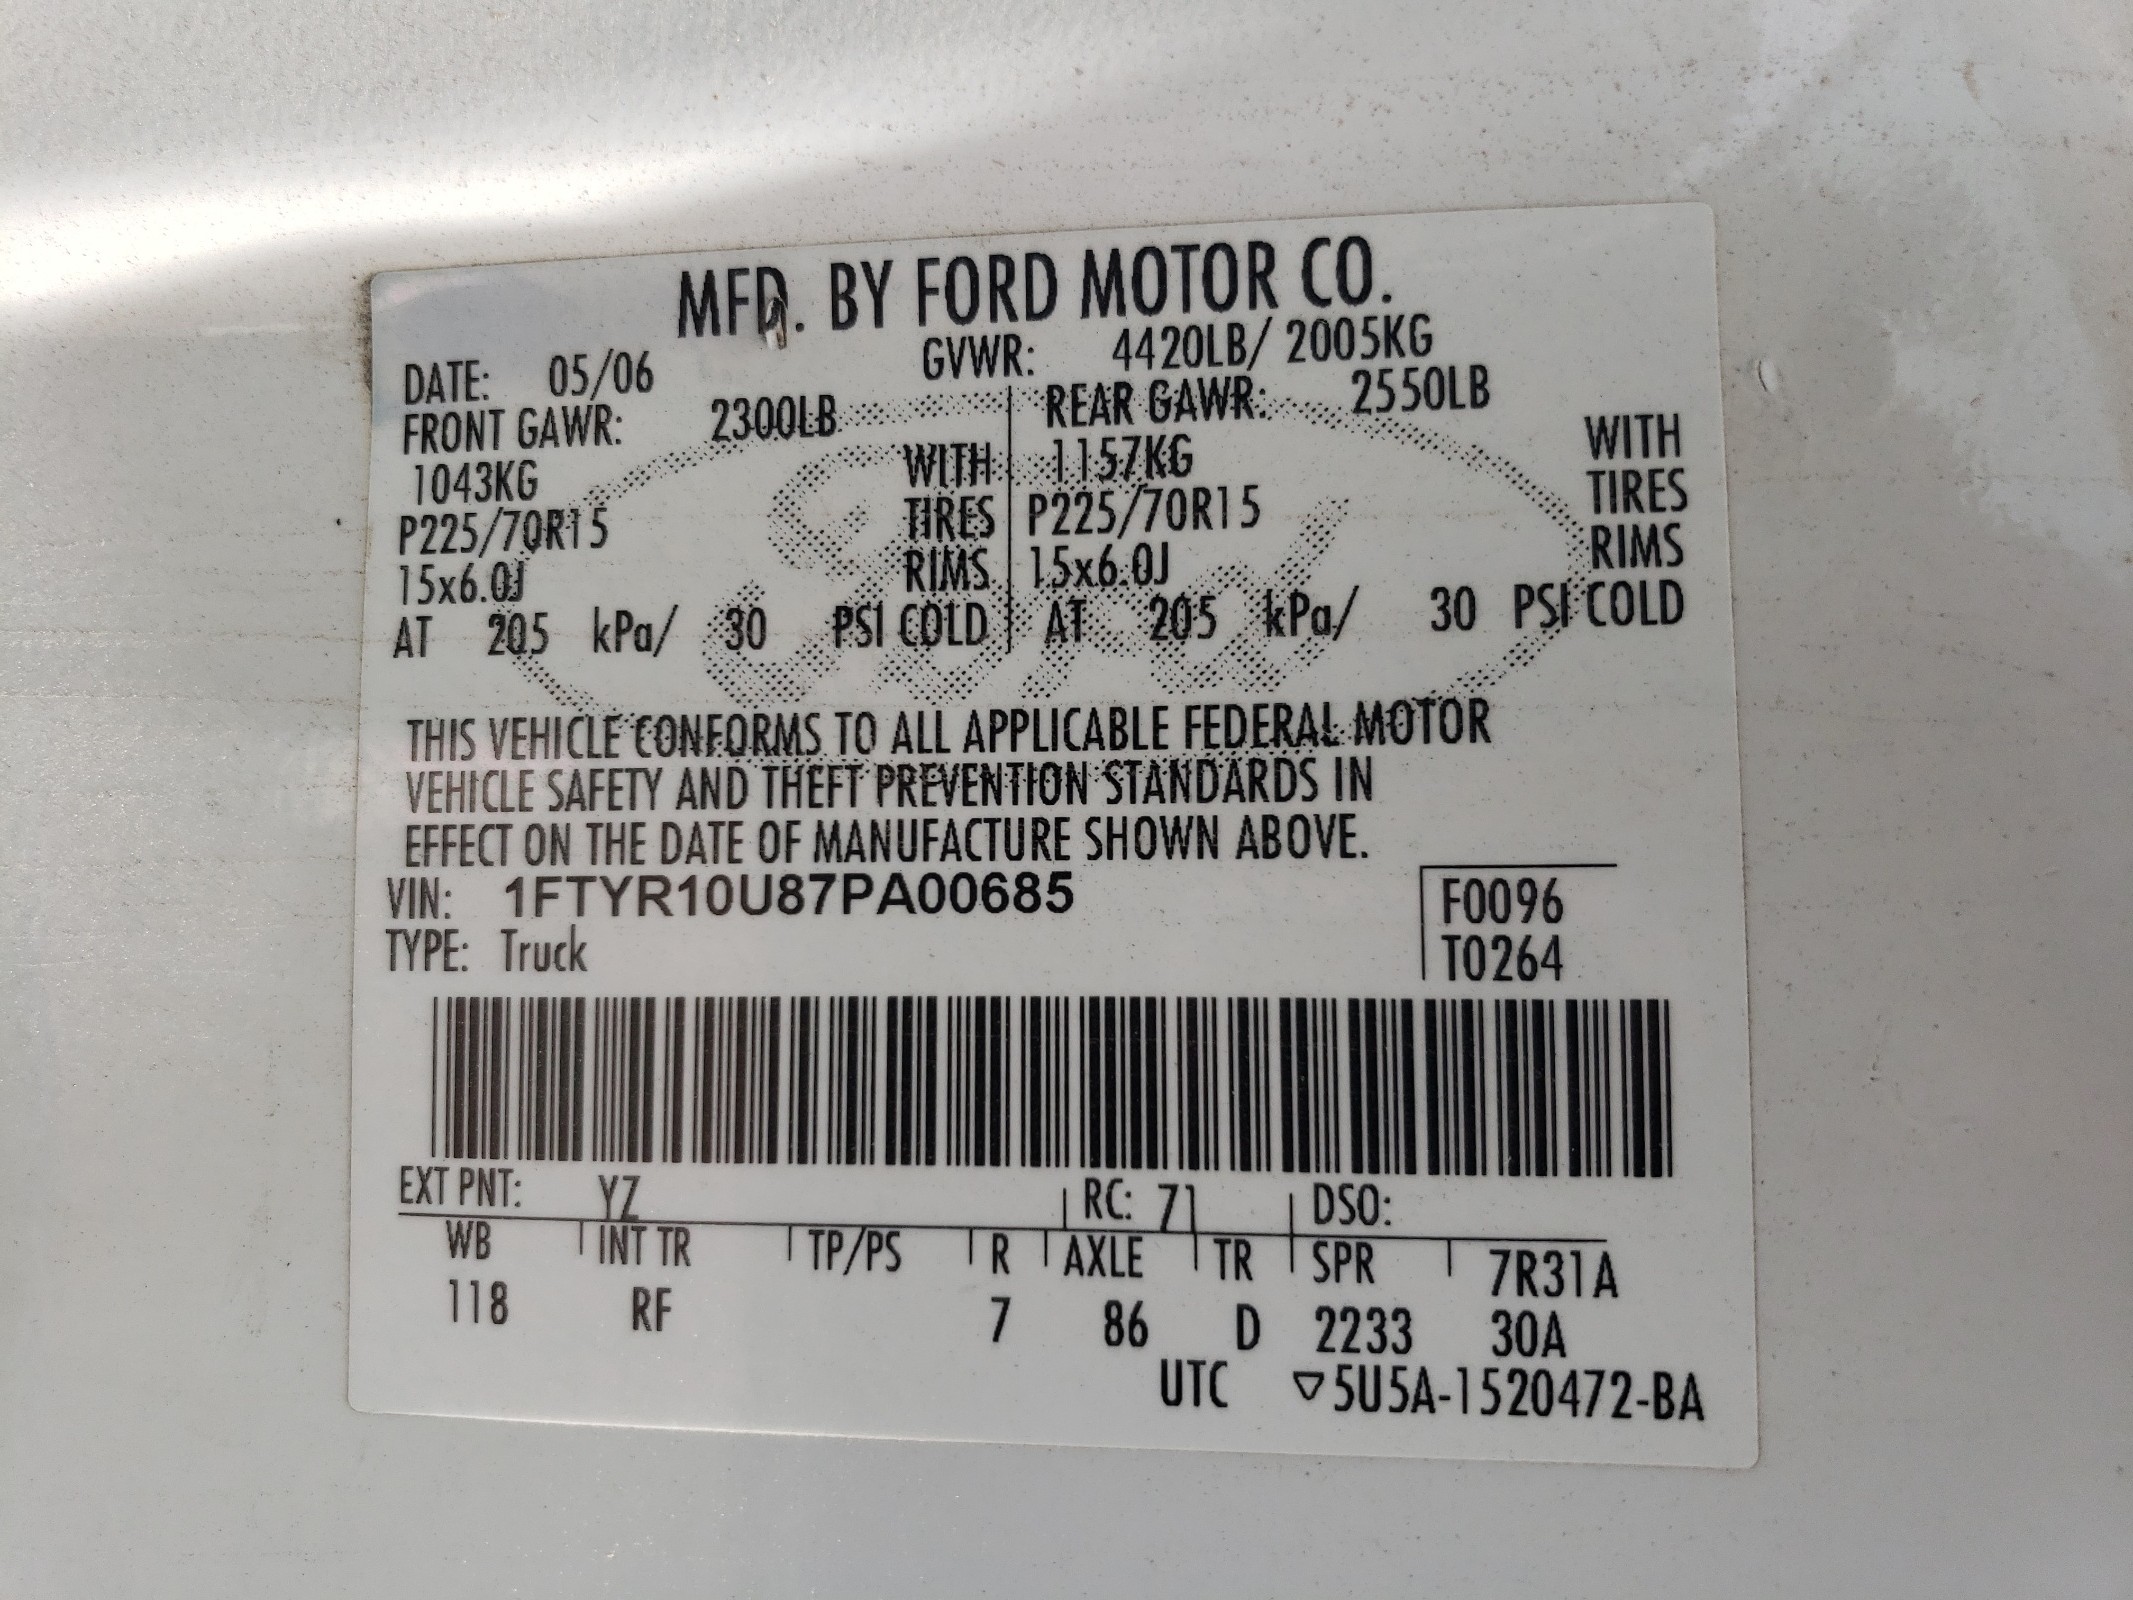 MFD. BY FORD MOTOR CO.
DATE: 05/06 GVWR: 4420LB/ 2005KG
FRONT GAWR: 2300LB REAR GAWR: 2550LB
1043KG WITH 1157KG WITH
P225/70R15 TIRES P225/70R15 TIRES
15x6.0J RIMS 15x6.0J RIMS
AT 205 kPa/ 30 PSI COLD AT 205 kPa/ 30 PSI COLD
Ford
THIS VEHICLE CONFORMS TO ALL APPLICABLE FEDERAL MOTOR
VEHICLE SAFETY AND THEFT PREVENTION STANDARDS IN
EFFECT ON THE DATE OF MANUFACTURE SHOWN ABOVE.
VIN: 1FTYR10U87PA00685 F0096
TYPE: Truck T0264
EXT PNT: YZ RC: 71 DSO:
WB INT TR TP/PS R AXLE TR SPR 7R31A
118 RF 7 86 D 2233 30A
UTC ▽5U5A-1520472-BA